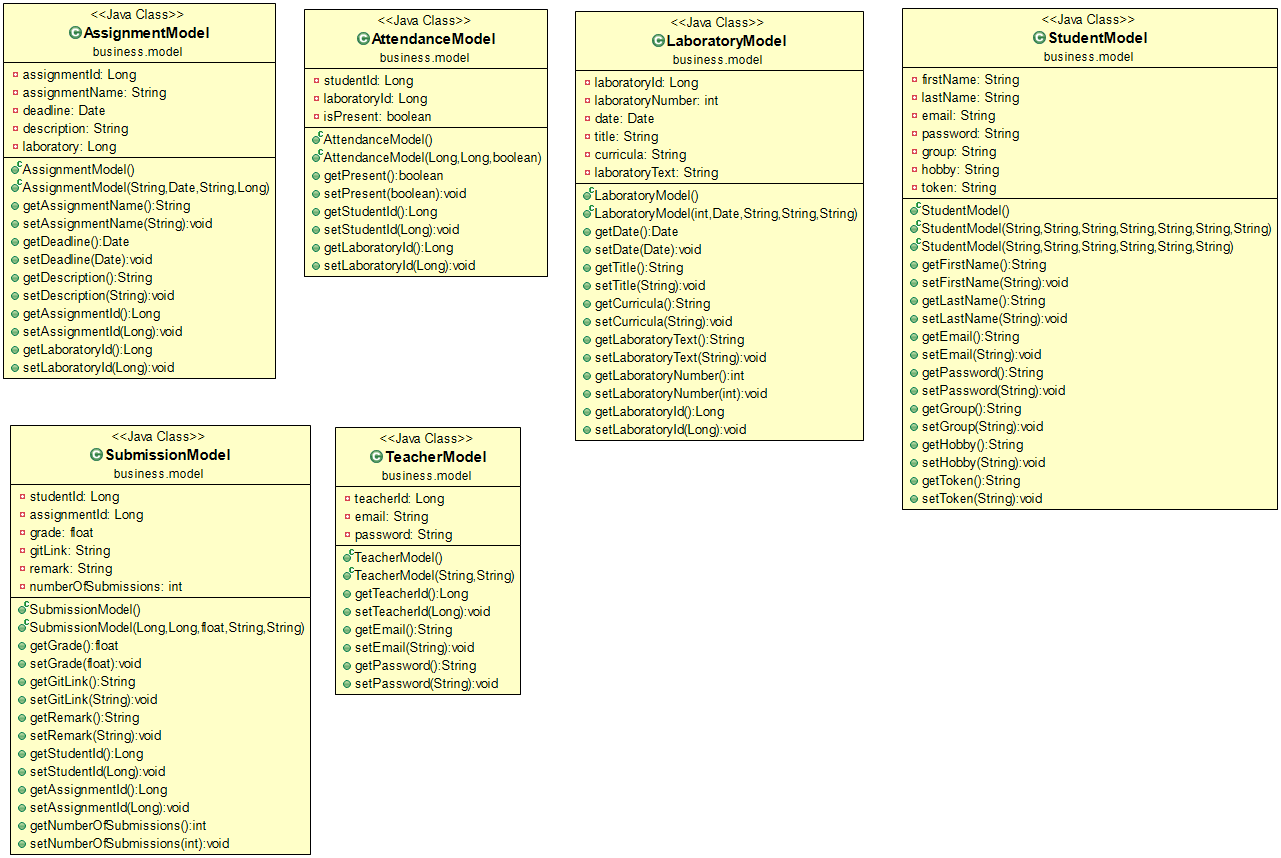 <<Java Class>>
AssignmentModel
business.model
assignmentId: Long
assignmentName: String
deadline: Date
description: String
laboratory: Long
AssignmentModel()
AssignmentModel(String,Date,String,Long)
getAssignmentName():String
setAssignmentName(String):void
getDeadline():Date
setDeadline(Date):void
getDescription():String
setDescription(String):void
getAssignmentId():Long
setAssignmentId(Long):void
getLaboratoryId():Long
setLaboratoryId(Long):void
<<Java Class>>
AttendanceModel
business.model
studentId: Long
laboratoryId: Long
isPresent: boolean
AttendanceModel()
AttendanceModel(Long,Long,boolean)
getPresent():boolean
setPresent(boolean):void
getStudentId():Long
setStudentId(Long):void
getLaboratoryId():Long
setLaboratoryId(Long):void
<<Java Class>>
LaboratoryModel
business.model
laboratoryId: Long
laboratoryNumber: int
date: Date
title: String
curricula: String
laboratoryText: String
LaboratoryModel()
LaboratoryModel(int,Date,String,String,String)
getDate():Date
setDate(Date):void
getTitle():String
setTitle(String):void
getCurricula():String
setCurricula(String):void
getLaboratoryText():String
setLaboratoryText(String):void
getLaboratoryNumber():int
setLaboratoryNumber(int):void
getLaboratoryId():Long
setLaboratoryId(Long):void
<<Java Class>>
StudentModel
business.model
firstName: String
lastName: String
email: String
password: String
group: String
hobby: String
token: String
StudentModel()
StudentModel(String,String,String,String,String,String,String)
StudentModel(String,String,String,String,String,String)
getFirstName():String
setFirstName(String):void
getLastName():String
setLastName(String):void
getEmail():String
setEmail(String):void
getPassword():String
setPassword(String):void
getGroup():String
setGroup(String):void
getHobby():String
setHobby(String):void
getToken():String
setToken(String):void
<<Java Class>>
SubmissionModel
business.model
studentId: Long
assignmentId: Long
grade: float
gitLink: String
remark: String
numberOfSubmissions: int
SubmissionModel()
SubmissionModel(Long,Long,float,String,String)
getGrade():float
setGrade(float):void
getGitLink():String
setGitLink(String):void
getRemark():String
setRemark(String):void
getStudentId():Long
setStudentId(Long):void
getAssignmentId():Long
setAssignmentId(Long):void
getNumberOfSubmissions():int
setNumberOfSubmissions(int):void
<<Java Class>>
TeacherModel
business.model
teacherId: Long
email: String
password: String
TeacherModel()
TeacherModel(String,String)
getTeacherId():Long
setTeacherId(Long):void
getEmail():String
setEmail(String):void
getPassword():String
setPassword(String):void